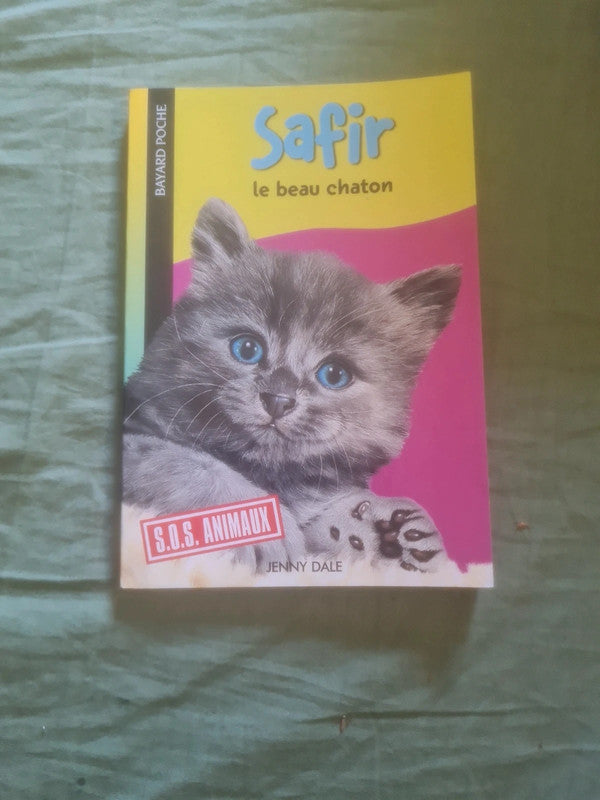 BAYARD POCHE
Safir
le beau chaton
S.O.S. ANIMAUX
JENNY DALE